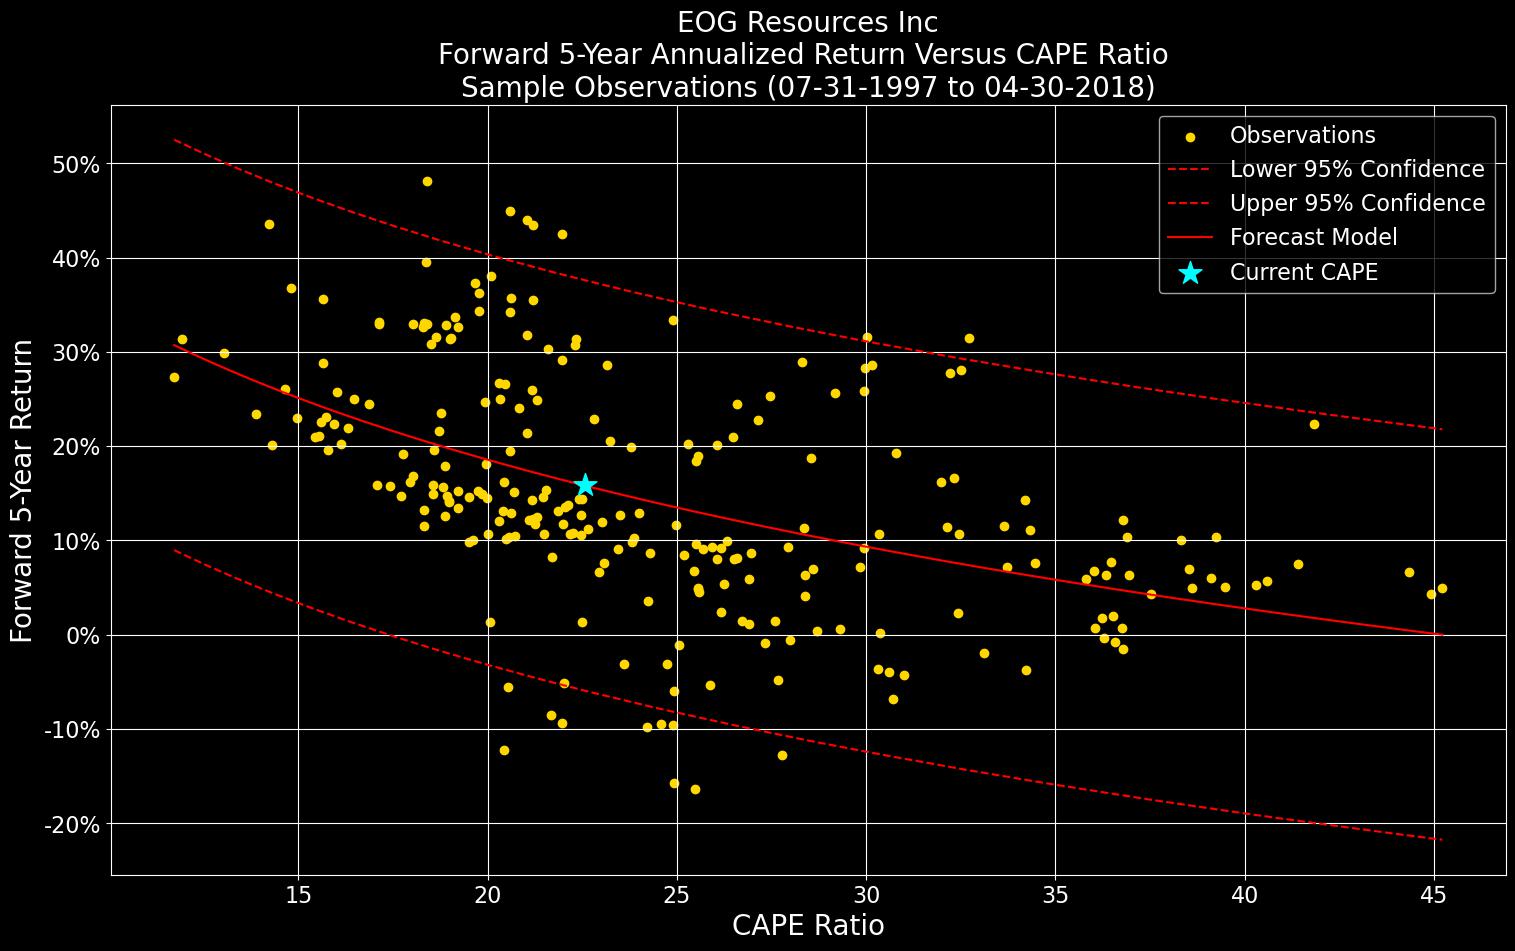 EOG Resources Inc
Forward 5-Year Annualized Return Versus CAPE Ratio
Sample Observations (07-31-1997 to 04-30-2018)
Observations
Lower 95% Confidence
Upper 95% Confidence
Forecast Model
Current CAPE
Forward 5-Year Return
50%
40%
30%
20%
10%
0%
-10%
-20%
15 20 25 30 35 40 45
CAPE Ratio